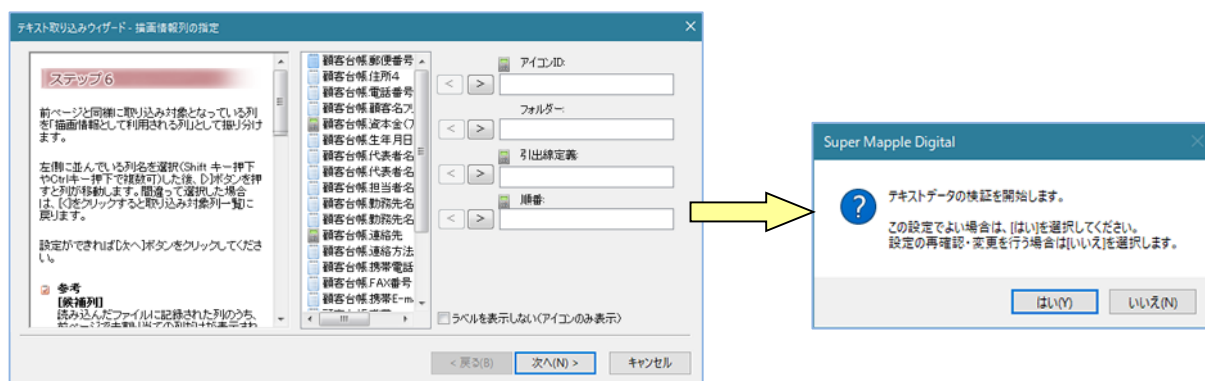 テキスト取り込みウィザード - 描画情報列の指定
ステップ6
前ページと同様に取り込み対象となっている列
を「描画情報として利用される列」として振り分け
ます。
左側に並んでいる列名を選択(Shift キー押下
やCtrlキー押下で複数可)した後、[>]ボタンを押
すと列が移動します。間違って選択した場合
は、[<]をクリックすると取り込み対象列一覧に
戻ります。
設定ができれば[次へ]ボタンをクリックしてくださ
い。
参考
[候補列]
読み込んだファイルに記録された列のうち、
顧客台帳.郵便番号
顧客台帳.住所4
顧客台帳.電話番号
顧客台帳.顧客名フ
顧客台帳.資本金(
顧客台帳.生年月日
顧客台帳.代表者名
顧客台帳.代表者名
顧客台帳.担当者名
顧客台帳.勤務先名
顧客台帳.勤務先名
顧客台帳.連絡先
顧客台帳.連絡方法
顧客台帳.携帯電話
顧客台帳.FAX番号
顧客台帳.携帯E-m
アイコンID:
< >
フォルダー:
< >
引出線定義:
< >
順番:
< >
ラベルを表示しない(アイコンのみ表示)
< 戻る(B) 次へ(N) > キャンセル
Super Mapple Digital
テキストデータの検証を開始します。
この設定でよい場合は、[はい]を選択してください。
設定の再確認・変更を行う場合は[いいえ]を選択します。
はい(Y) いいえ(N)